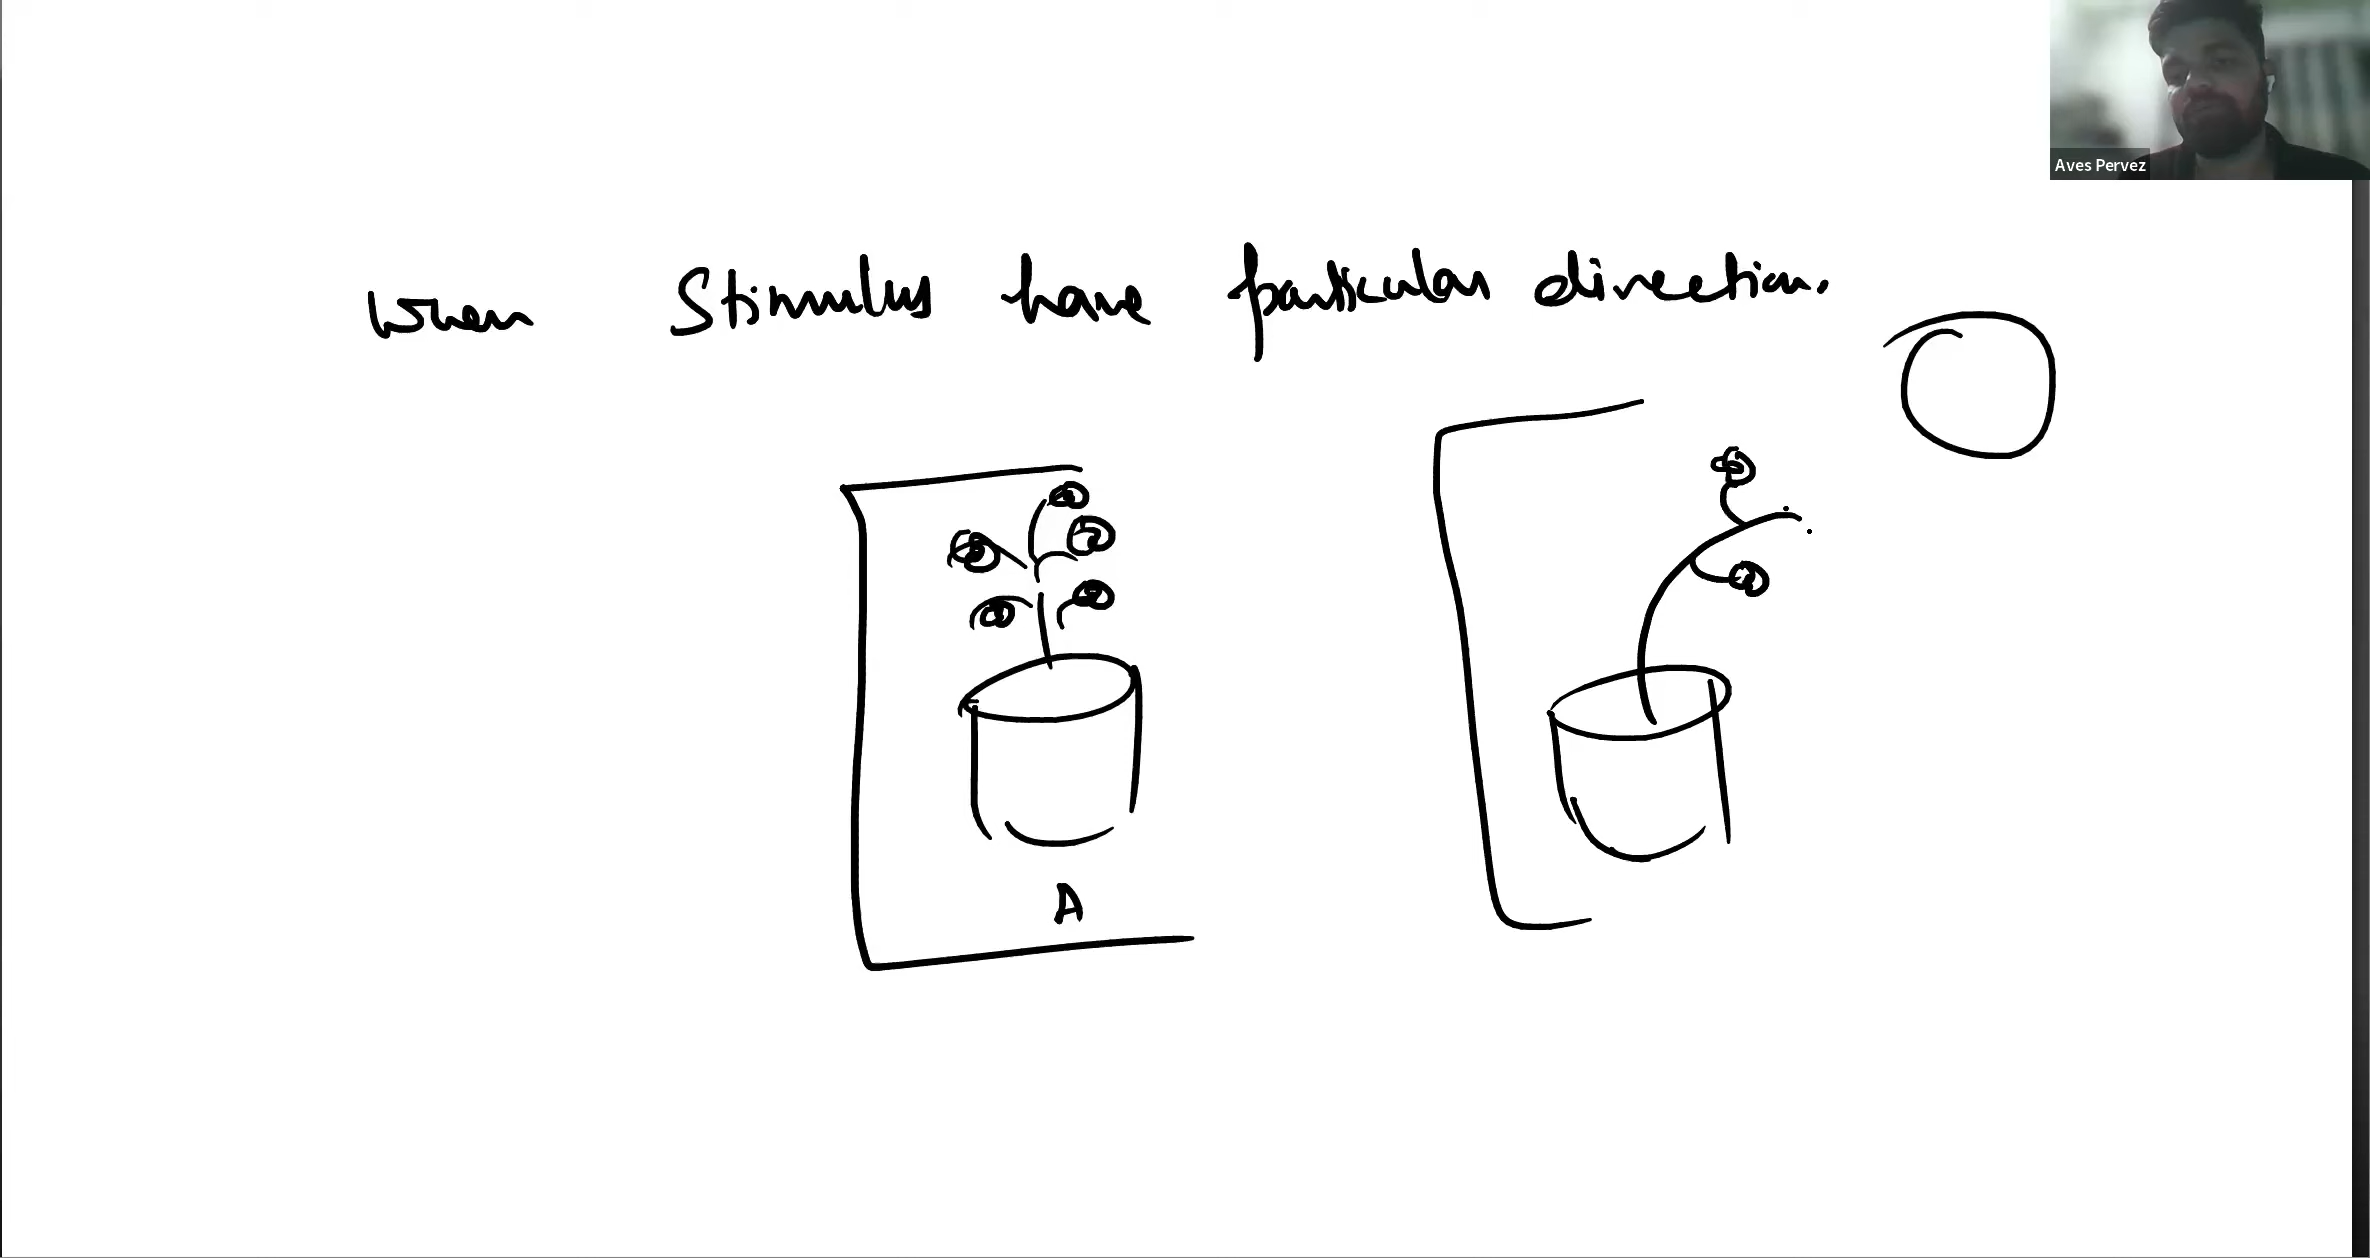 Aves Pervez
when Stimulus have particular direction.
A